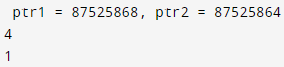 ptr1 = 87525868, ptr2 = 87525864
4
1